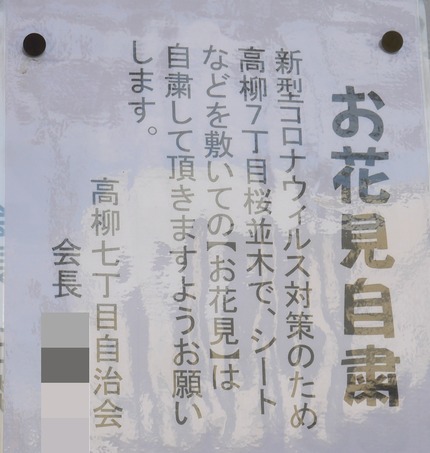 お花見自粛
新型コロナウィルス対策のため
高柳7丁目桜並木で、シート
などを敷いての【お花見】は
自粛して頂きますようお願い
します。
高柳七丁目自治会
会長